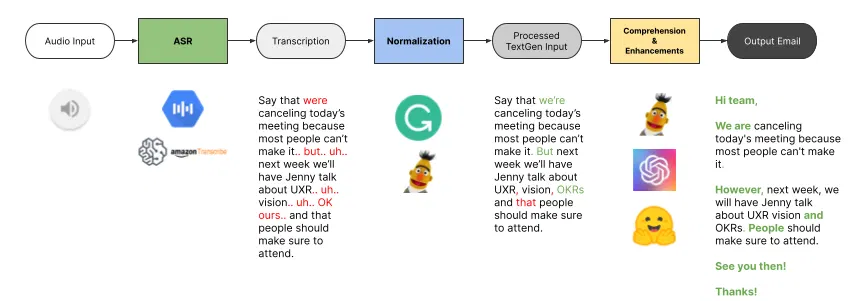 Audio Input
ASR
Transcription
Normalization
Processed
TextGen Input
Comprehension
&
Enhancements
Output Email
amazon Transcribe
Say that were
canceling today's
meeting because
most people can't
make it.. but.. uh..
next week we'll
have Jenny talk
about UXR.. uh..
vision.. uh.. OK
ours.. and that
people should
make sure to
attend.
Say that we're
canceling today's
meeting because
most people can't
make it. But next
week we'll have
Jenny talk about
UXR, vision, OKRs
and that people
should make sure
to attend.
Hi team,
We are canceling
today's meeting because
most people can't make
it.
However, next week, we
will have Jenny talk
about UXR vision and
OKRs. People should
make sure to attend.
See you then!
Thanks!